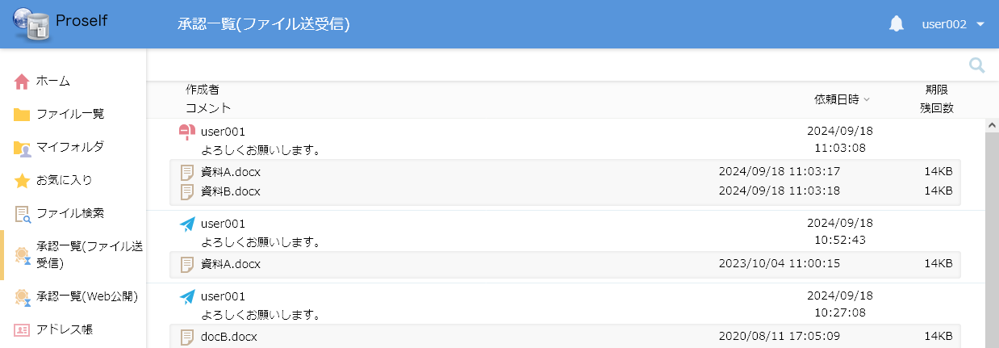 Proself
承認一覧(ファイル送受信)
user002
ホーム
ファイル一覧
マイフォルダ
お気に入り
ファイル検索
承認一覧(ファイル送
受信)
承認一覧(Web公開)
アドレス帳
作成者
コメント
依頼日時
期限
残回数
user001
2024/09/18
よろしくお願いします。
11:03:08
資料A.docx 2024/09/18 11:03:17 14KB
資料B.docx 2024/09/18 11:03:18 14KB
user001
2024/09/18
よろしくお願いします。
10:52:43
資料A.docx 2023/10/04 11:00:15 14KB
user001
2024/09/18
よろしくお願いします。
10:27:08
docB.docx 2020/08/11 17:05:09 14KB